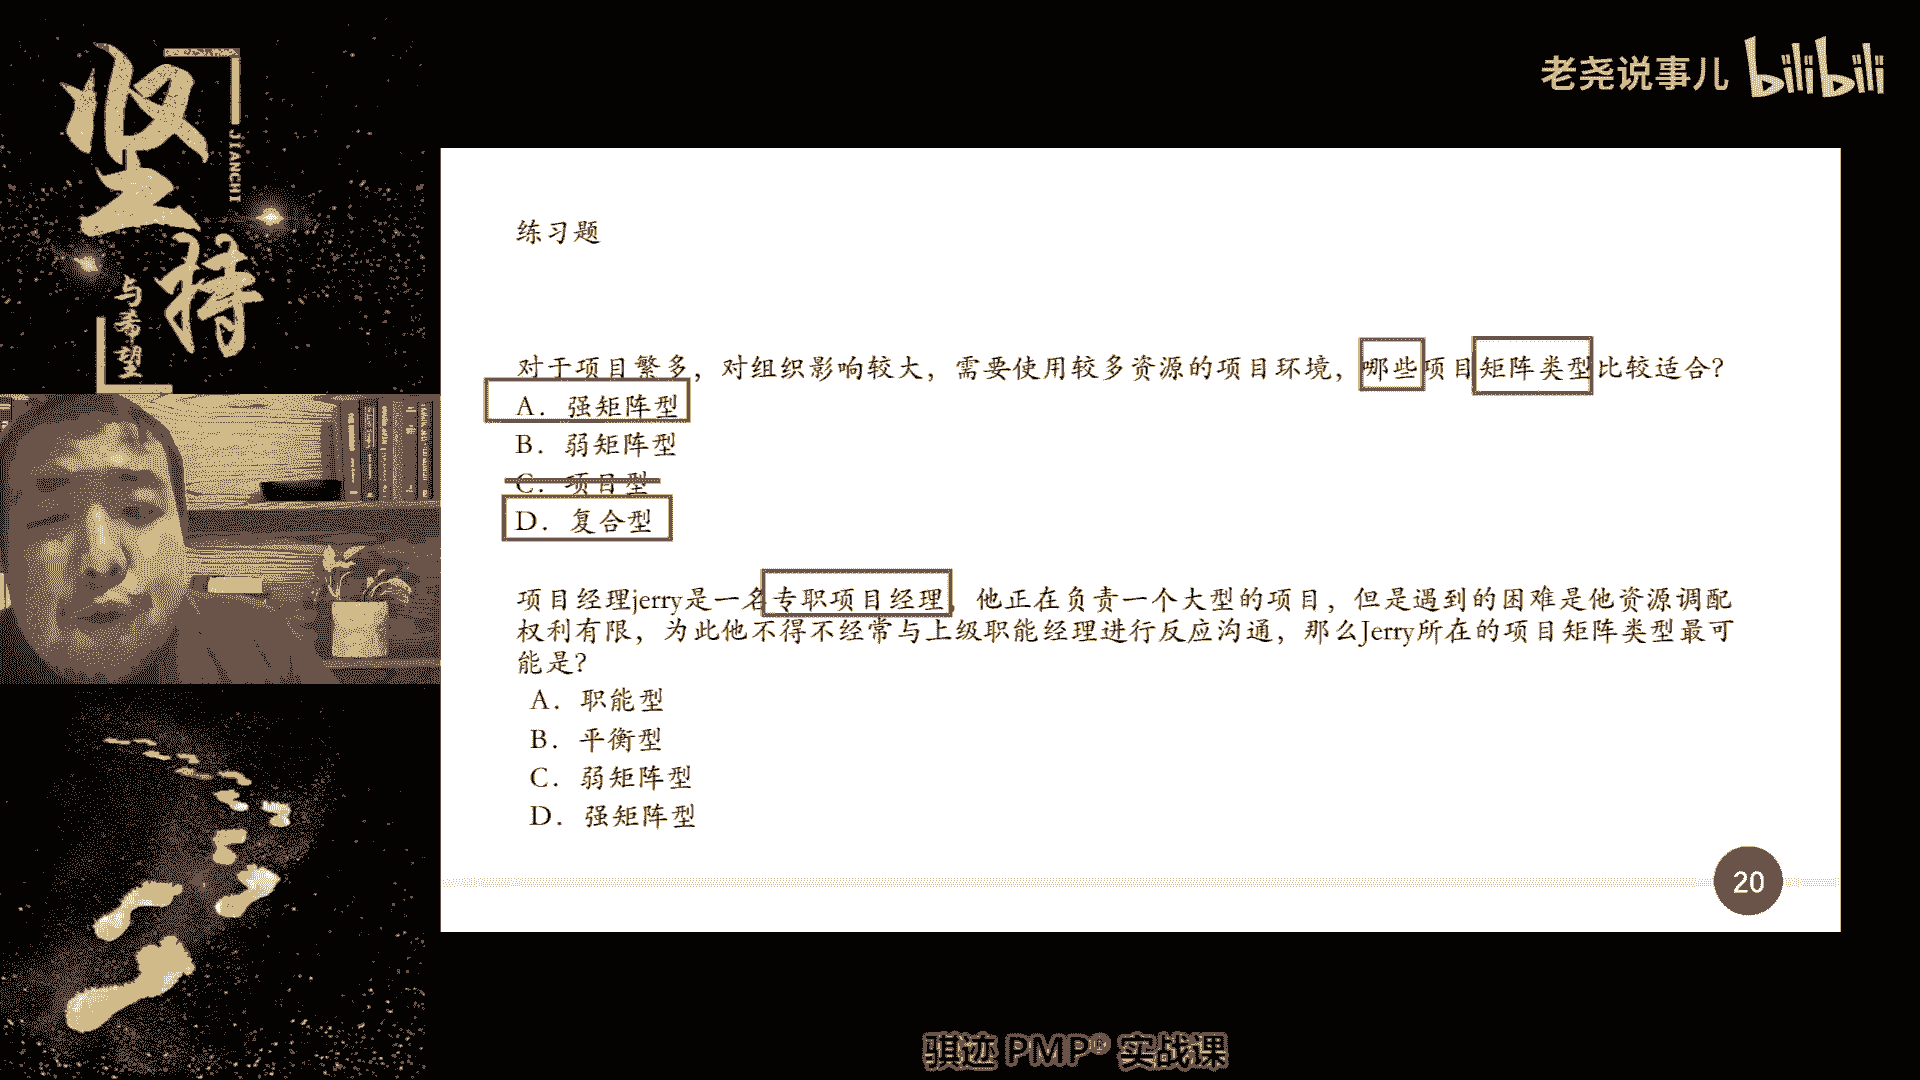 坚持
JIANCHI
与希望
老尧说事儿 bilibili
练习题
对于项目繁多，对组织影响较大，需要使用较多资源的项目环境，哪些项目矩阵类型比较适合？
A．强矩阵型
B．弱矩阵型
C．项目型
D．复合型
项目经理jerry是一名专职项目经理，他正在负责一个大型的项目，但是遇到的困难是他资源调配
权利有限，为此他不得不经常与上级职能经理进行反应沟通，那么Jerry所在的项目矩阵类型最可
能是？
A．职能型
B．平衡型
C．弱矩阵型
D．强矩阵型
20
骐迹 PMP® 实战课